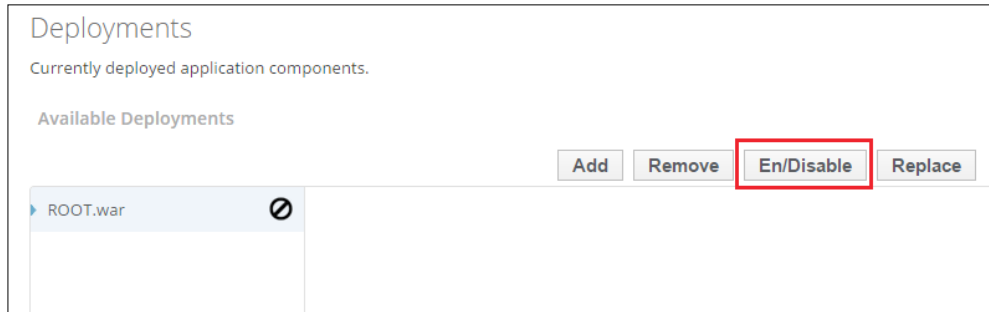 Deployments
Currently deployed application components.
Available Deployments
Add Remove En/Disable Replace
ROOT.war